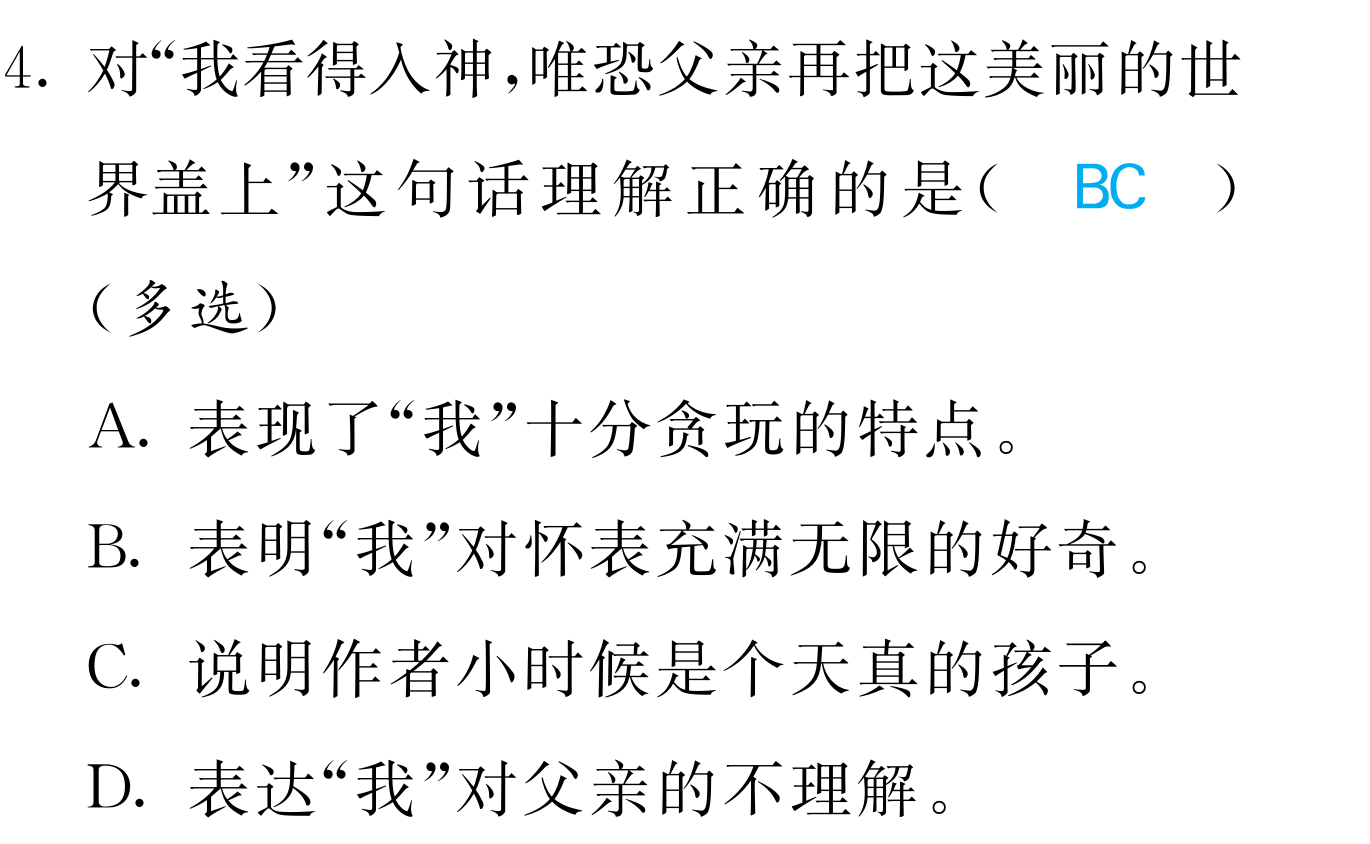 4. 对“我看得入神,唯恐父亲再把这美丽的世
界盖上”这句话理解正确的是( BC )
(多选)
A. 表现了“我”十分贪玩的特点。
B. 表明“我”对怀表充满无限的好奇。
C. 说明作者小时候是个天真的孩子。
D. 表达“我”对父亲的不理解。